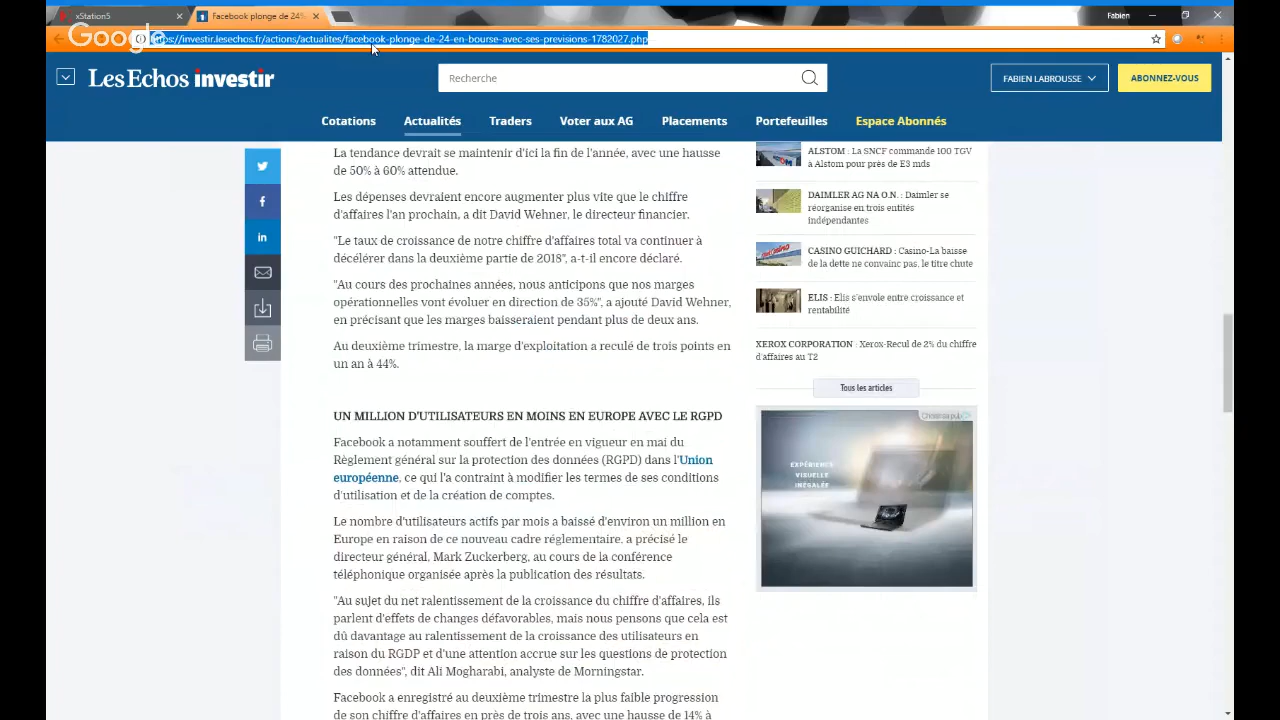 xStation5
Facebook plonge de 24%
Fabien
Google
https://investir.lesechos.fr/actions/actualites/facebook-plonge-de-24-en-bourse-avec-ses-previsions-1782027.php
Les Echos investir
Recherche
FABIEN LABROUSSE
ABONNEZ-VOUS
Cotations
Actualités
Traders
Voter aux AG
Placements
Portefeuilles
Espace Abonnés
La tendance devrait se maintenir d'ici la fin de l'année, avec une hausse
de 50% à 60% attendue.
Les dépenses devraient encore augmenter plus vite que le chiffre
d'affaires l'an prochain, a dit David Wehner, le directeur financier.
"Le taux de croissance de notre chiffre d'affaires total va continuer à
décélérer dans la deuxième partie de 2018", a-t-il encore déclaré.
"Au cours des prochaines années, nous anticipons que nos marges
opérationnelles vont évoluer en direction de 35%", a ajouté David Wehner,
en précisant que les marges baisseraient pendant plus de deux ans.
Au deuxième trimestre, la marge d'exploitation a reculé de trois points en
un an à 44%.
UN MILLION D'UTILISATEURS EN MOINS EN EUROPE AVEC LE RGPD
Facebook a notamment souffert de l'entrée en vigueur en mai du
Règlement général sur la protection des données (RGPD) dans l'Union
européenne, ce qui l'a contraint à modifier les termes de ses conditions
d'utilisation et de la création de comptes.
Le nombre d'utilisateurs actifs par mois a baissé d'environ un million en
Europe en raison de ce nouveau cadre réglementaire, a précisé le
directeur général, Mark Zuckerberg, au cours de la conférence
téléphonique organisée après la publication des résultats.
"Au sujet du net ralentissement de la croissance du chiffre d'affaires, ils
parlent d'effets de changes défavorables, mais nous pensons que cela est
dû davantage au ralentissement de la croissance des utilisateurs en
raison du RGDP et d'une attention accrue sur les questions de protection
des données", dit Ali Mogharabi, analyste de Morningstar.
Facebook a enregistré au deuxième trimestre la plus faible progression
de son chiffre d'affaires en près de trois ans, avec une hausse de 14% à
ALSTOM : La SNCF commande 100 TGV
à Alstom pour près de E3 mds
DAIMLER AG NA O.N. : Daimler se
réorganise en trois entités
indépendantes
CASINO GUICHARD : Casino-La baisse
de la dette ne convainc pas, le titre chute
ELIS : Elis s'envole entre croissance et
rentabilité
XEROX CORPORATION : Xerox-Recul de 2% du chiffre
d'affaires au T2
Tous les articles
EXPÉRIENCE
VISUELLE
INÉGALÉE